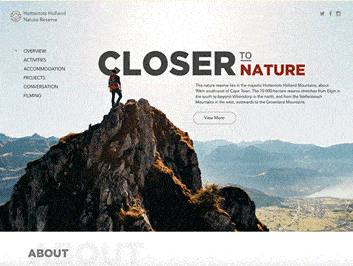 Hottentots Holland
Nature Reserve
OVERVIEW
ACTIVITIES
ACCOMMODATION
PROJECTS
CONVERSATION
FILMING
CLOSER TO
NATURE
This nature reserve lies in the majestic Hottentots Holland Mountains, about
90km south-east of Cape Town. The 70 000-hectare reserve stretches from Elgin in
the south to beyond Villiersdorp in the north, and from the Stellenbosch
Mountains in the west, eastwards to the Groenland Mountains.
View More
ABOUT
ABOUT